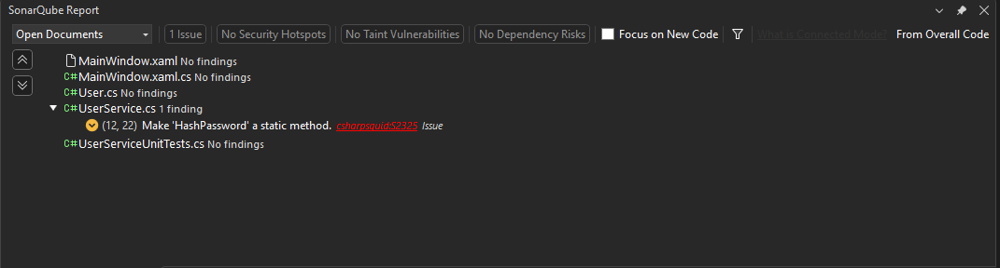 SonarQube Report
Open Documents 1 Issue No Security Hotspots No Taint Vulnerabilities No Dependency Risks Focus on New Code What is Connected Mode? From Overall Code
MainWindow.xaml No findings
C# MainWindow.xaml.cs No findings
C# User.cs No findings
C# UserService.cs 1 finding
(12, 22) Make 'HashPassword' a static method. csharpsquid:S2325 Issue
C# UserServiceUnitTests.cs No findings